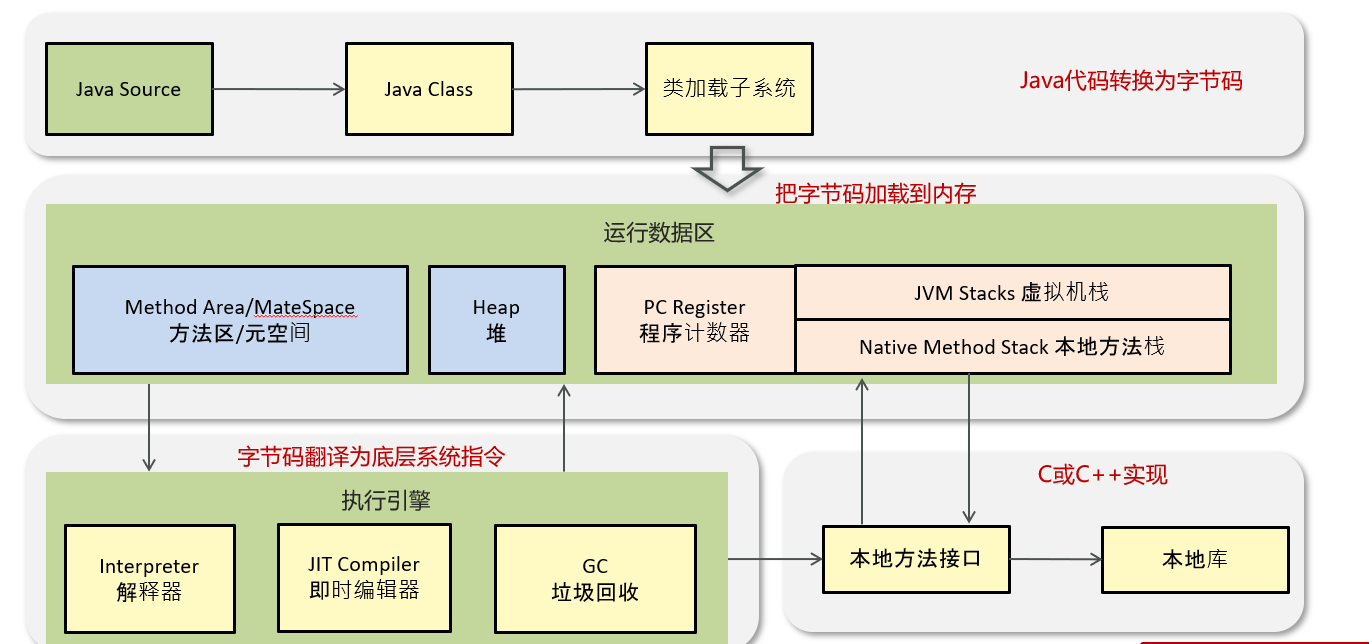 Java Source
Java Class
类加载子系统
Java代码转换为字节码
把字节码加载到内存
运行数据区
Method Area/MateSpace
方法区/元空间
Heap
堆
PC Register
程序计数器
JVM Stacks 虚拟机栈
Native Method Stack 本地方法栈
字节码翻译为底层系统指令
执行引擎
Interpreter
解释器
JIT Compiler
即时编辑器
GC
垃圾回收
C或C++实现
本地方法接口
本地库